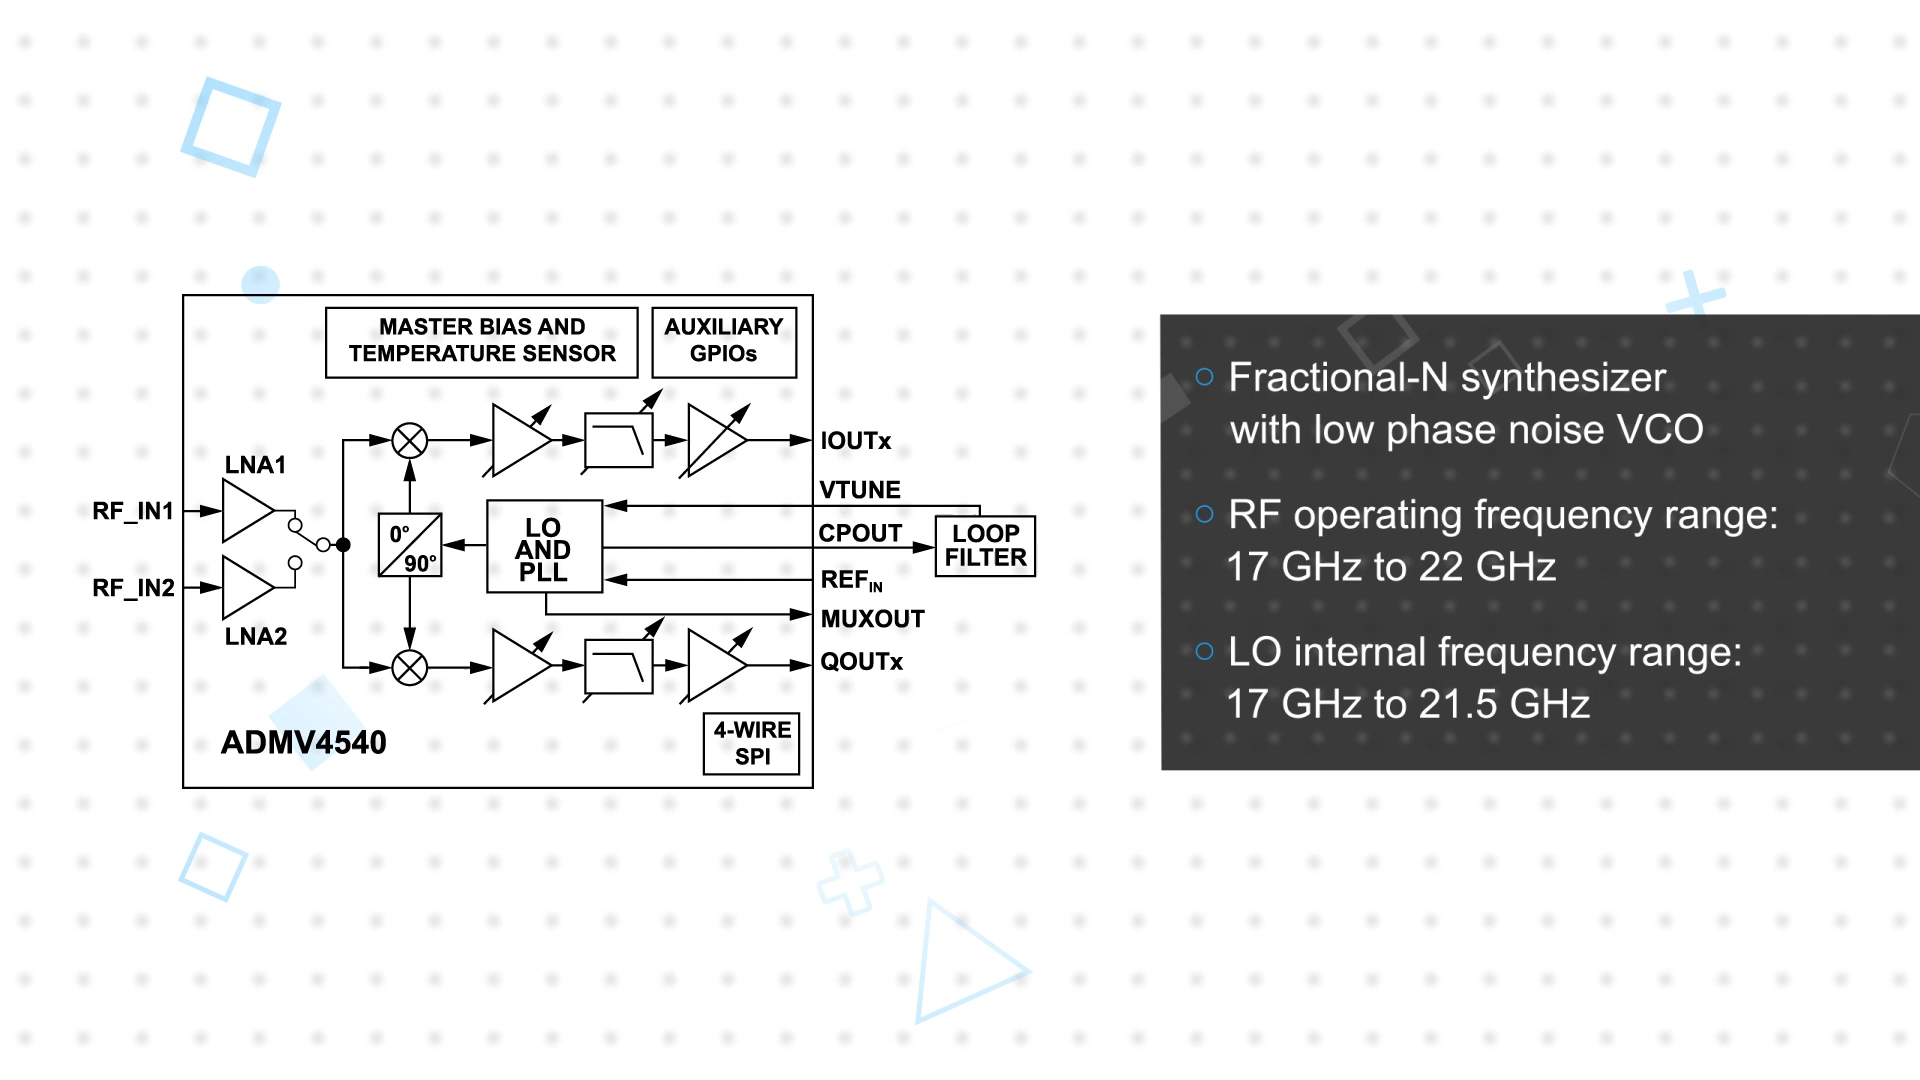 MASTER BIAS AND
TEMPERATURE SENSOR
AUXILIARY
GPIOs
LNA1
RF_IN1
RF_IN2
LNA2
0°
90°
LO
AND
PLL
IOUTx
VTUNE
CPOUT
REFIN
MUXOUT
QOUTx
LOOP
FILTER
4-WIRE
SPI
ADMV4540
Fractional-N synthesizer
with low phase noise VCO
RF operating frequency range:
17 GHz to 22 GHz
LO internal frequency range:
17 GHz to 21.5 GHz